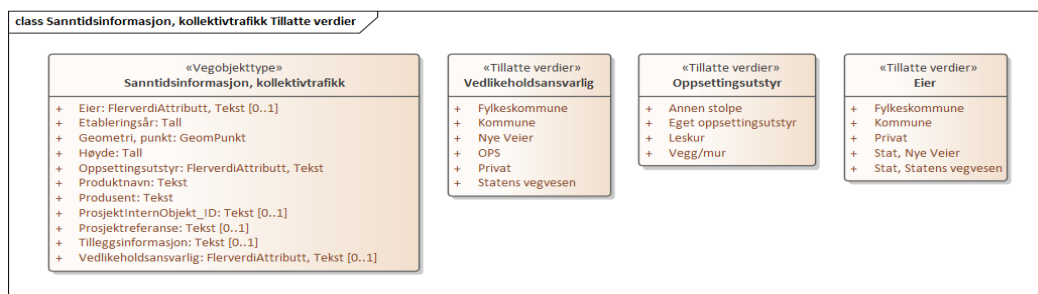 class Sanntidsinformasjon, kollektivtrafikk Tillatte verdier
«Vegobjekttype»
Sanntidsinformasjon, kollektivtrafikk
+ Eier: FlerverdiAttributt, Tekst [0..1]
+ Etableringsår: Tall
+ Geometri, punkt: GeomPunkt
+ Høyde: Tall
+ Oppsettingsutstyr: FlerverdiAttributt, Tekst
+ Produktnavn: Tekst
+ Produsent: Tekst
+ ProsjektInternObjekt_ID: Tekst [0..1]
+ Prosjektreferanse: Tekst [0..1]
+ Tilleggsinformasjon: Tekst [0..1]
+ Vedlikeholdsansvarlig: FlerverdiAttributt, Tekst [0..1]
«Tillatte verdier»
Vedlikeholdsansvarlig
+ Fylkeskommune
+ Kommune
+ Nye Veier
+ OPS
+ Privat
+ Statens vegvesen
«Tillatte verdier»
Oppsettingsutstyr
+ Annen stolpe
+ Eget oppsettingsutstyr
+ Leskur
+ Vegg/mur
«Tillatte verdier»
Eier
+ Fylkeskommune
+ Kommune
+ Privat
+ Stat, Nye Veier
+ Stat, Statens vegvesen